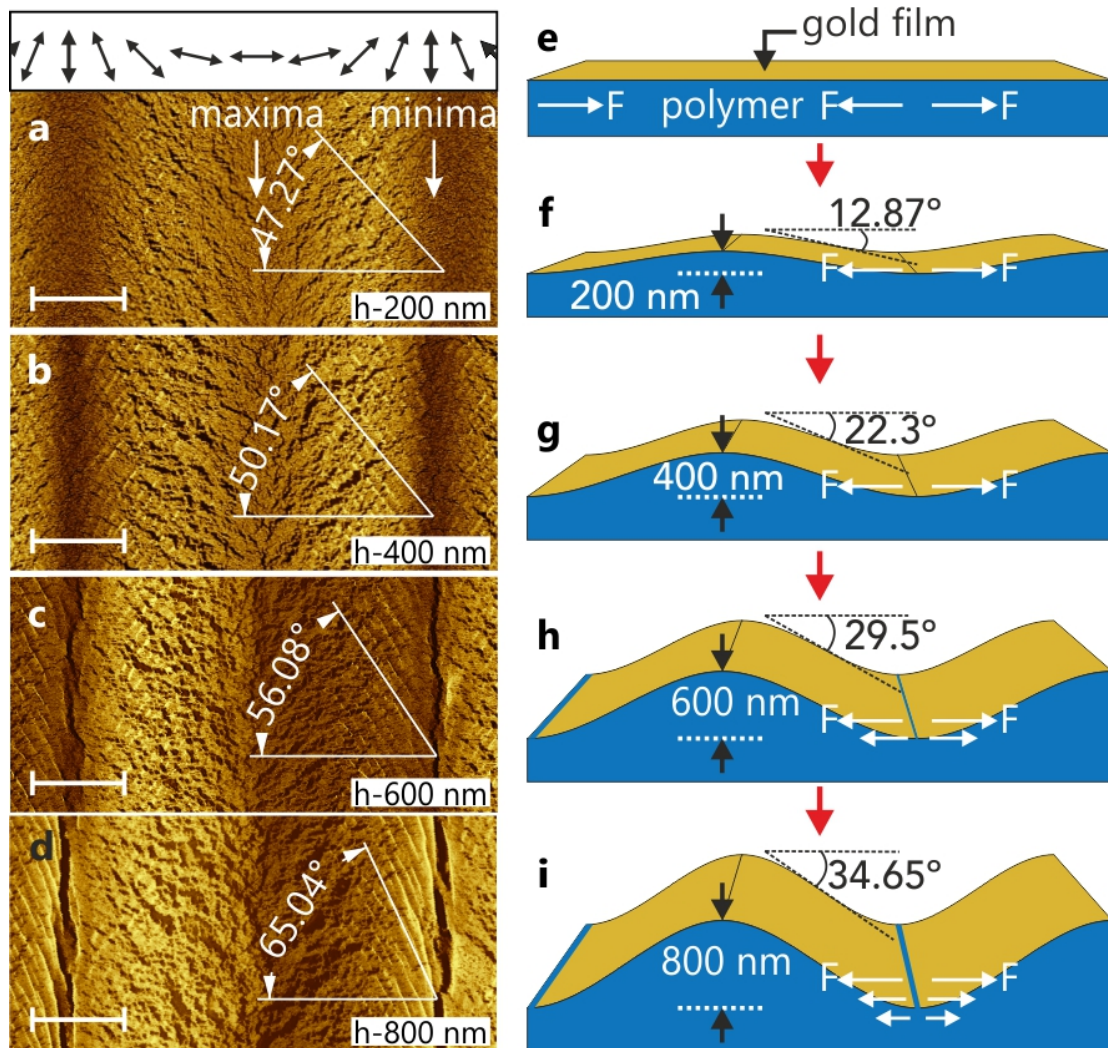 a
maxima
minima
47.27°
h-200 nm
b
50.17°
h-400 nm
c
56.08°
h-600 nm
d
65.04°
h-800 nm
e
gold film
F polymer F F
f
12.87°
F F
200 nm
g
22.3°
400 nm
F F
h
29.5°
600 nm
F F
i
34.65°
800 nm
F F